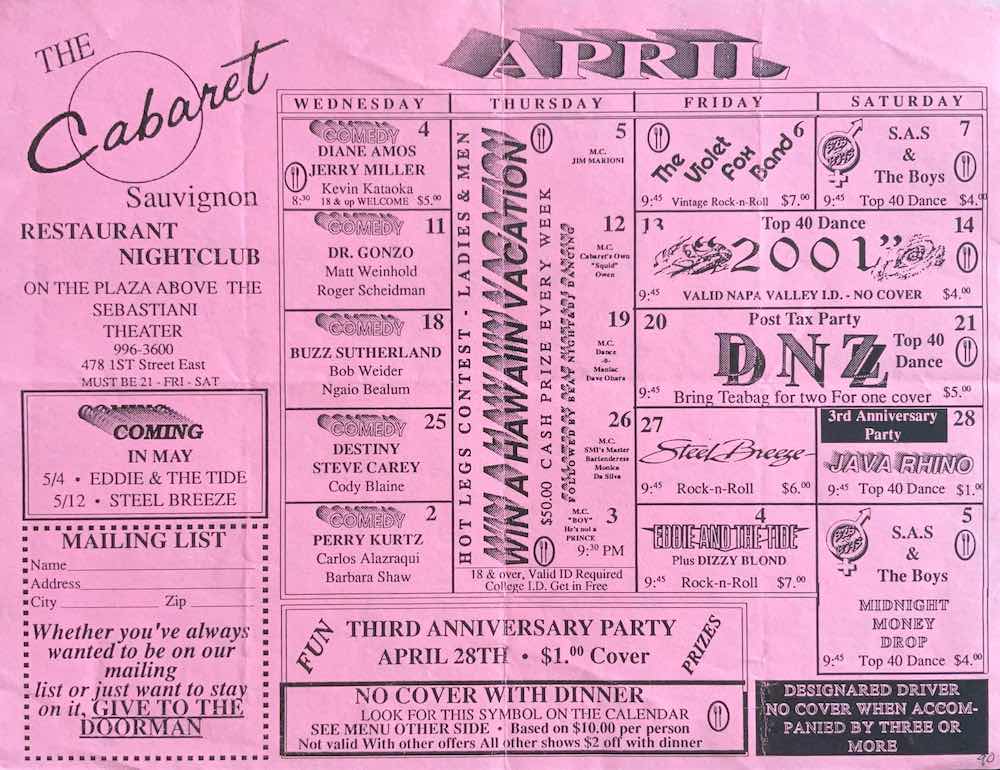 THE
Cabaret
Sauvignon
RESTAURANT
NIGHTCLUB
ON THE PLAZA ABOVE THE
SEBASTIANI
THEATER
996-3600
478 1ST Street East
MUST BE 21 - FRI - SAT
COMING
IN MAY
5/4 • EDDIE & THE TIDE
5/12 • STEEL BREEZE
MAILING LIST
Name
Address
City Zip
Whether you've always
wanted to be on our
mailing
list or just want to stay
on it, GIVE TO THE
DOORMAN
APRIL
WEDNESDAY
THURSDAY
FRIDAY
SATURDAY
COMEDY 4
DIANE AMOS
JERRY MILLER
Kevin Kataoka
8:30 18 & up WELCOME $5.00
COMEDY 11
DR. GONZO
Matt Weinhold
Roger Scheidman
COMEDY 18
BUZZ SUTHERLAND
Bob Weider
Ngaio Bealum
COMEDY 25
DESTINY
STEVE CAREY
Cody Blaine
COMEDY 2
PERRY KURTZ
Carlos Alazraqui
Barbara Shaw
HOT LEGS CONTEST - LADIES & MEN
WIN A HAWAIIN VACATION
$50.00 CASH PRIZE EVERY WEEK
FOLLOWED BY BEAT NIGHT & DJ DANCING
5
M.C.
JIM MARIONI
12
M.C.
Cabaret's Own
"Squid"
Owen
19
M.C.
Dance
-0-
Maniac
Dave Ohara
26
M.C.
SMI's Master
Bartenderess
Monica
Da Silva
M.C. 3
"BOY"
He's not a
PRINCE
9:30 PM
18 & over, Valid ID Required
College I.D. Get in Free
6
The Violet Fox Band
9:45 Vintage Rock-n-Roll $7.00
7
S.A.S
&
The Boys
9:45 Top 40 Dance $4.00
13 Top 40 Dance 14
"2001"
9:45 VALID NAPA VALLEY I.D. - NO COVER $4.00
20 Post Tax Party 21
DNZ Top 40
Dance
9:45 Bring Teabag for two For one cover $5.00
27
Steel Breeze
9:45 Rock-n-Roll $6.00
3rd Anniversary 28
Party
JAVA RHINO
9:45 Top 40 Dance $1.00
4
EDDIE AND THE TIDE
Plus DIZZY BLOND
9:45 Rock-n-Roll $7.00
5
S.A.S
&
The Boys
MIDNIGHT
MONEY
DROP
9:45 Top 40 Dance $4.00
FUN
THIRD ANNIVERSARY PARTY
APRIL 28TH • $1.00 Cover
PRIZES
NO COVER WITH DINNER
LOOK FOR THIS SYMBOL ON THE CALENDAR
SEE MENU OTHER SIDE • Based on $10.00 per person
Not valid With other offers All other shows $2 off with dinner
DESIGNARED DRIVER
NO COVER WHEN ACCOM-
PANIED BY THREE OR
MORE
90